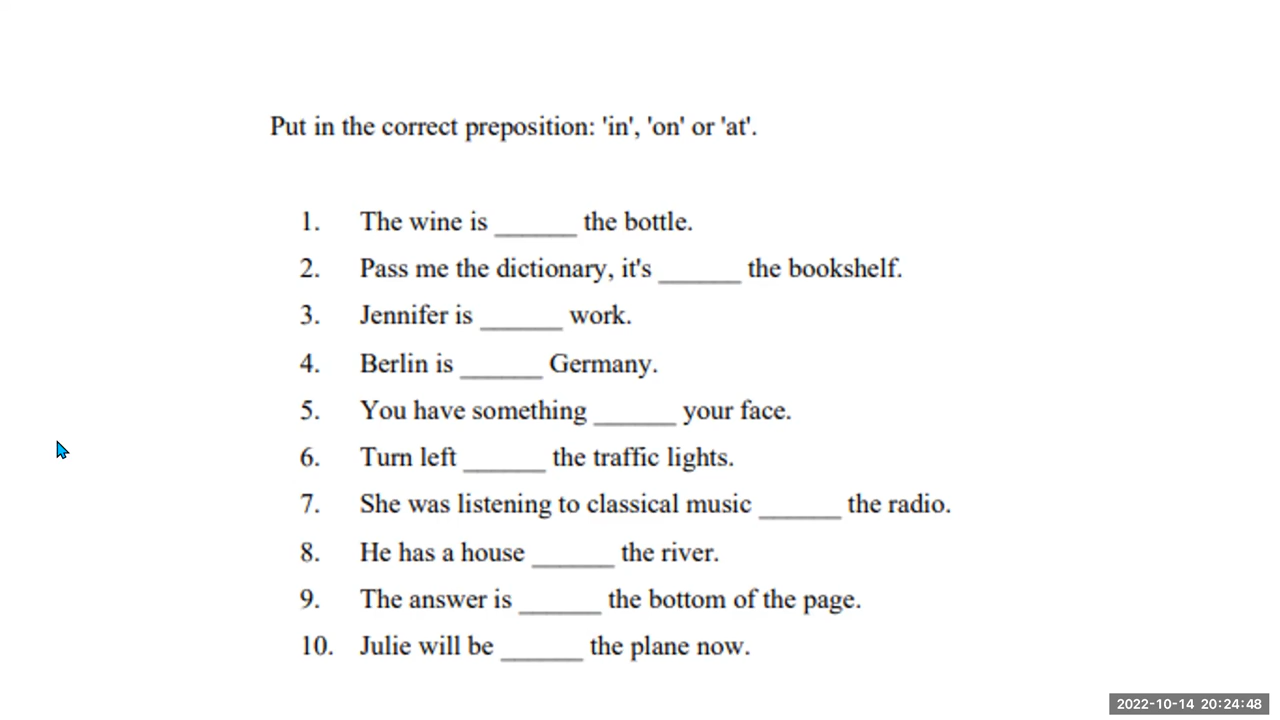 Put in the correct preposition: 'in', 'on' or 'at'.
1. The wine is ______ the bottle.
2. Pass me the dictionary, it's ______ the bookshelf.
3. Jennifer is ______ work.
4. Berlin is ______ Germany.
5. You have something ______ your face.
6. Turn left ______ the traffic lights.
7. She was listening to classical music ______ the radio.
8. He has a house ______ the river.
9. The answer is ______ the bottom of the page.
10. Julie will be ______ the plane now.
2022-10-14 20:24:48